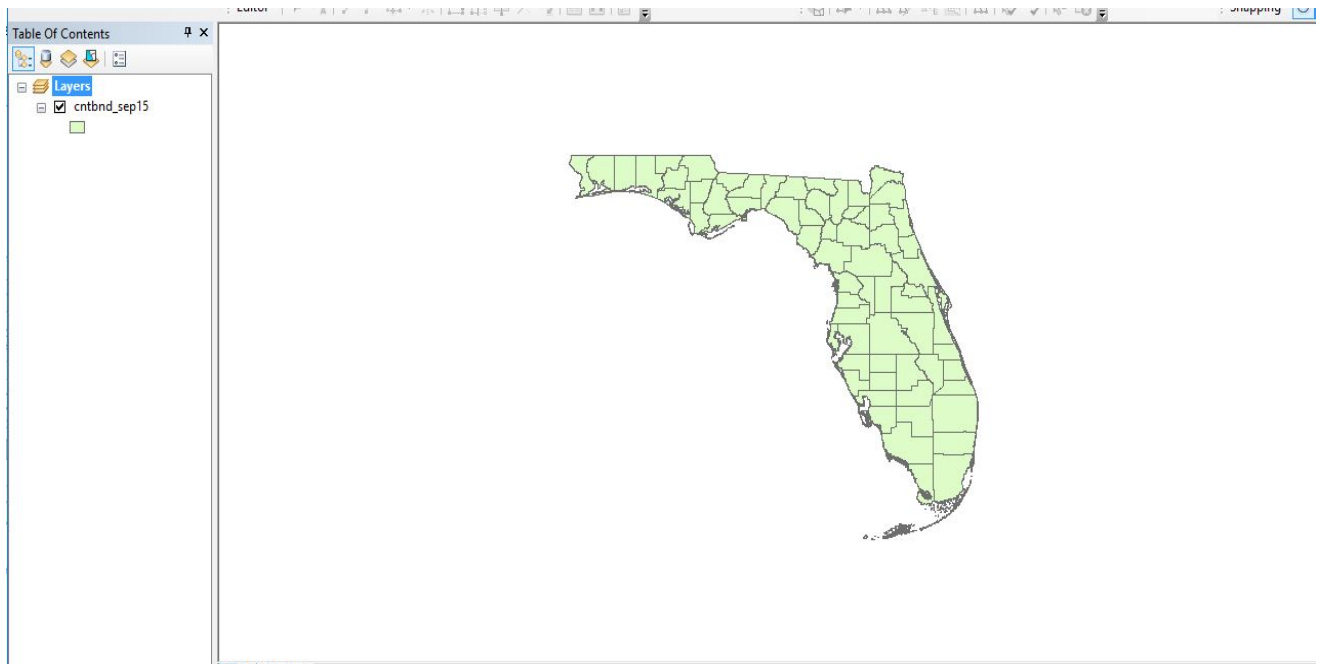 Editor
Snapping
Table Of Contents
Layers
cntbnd_sep15